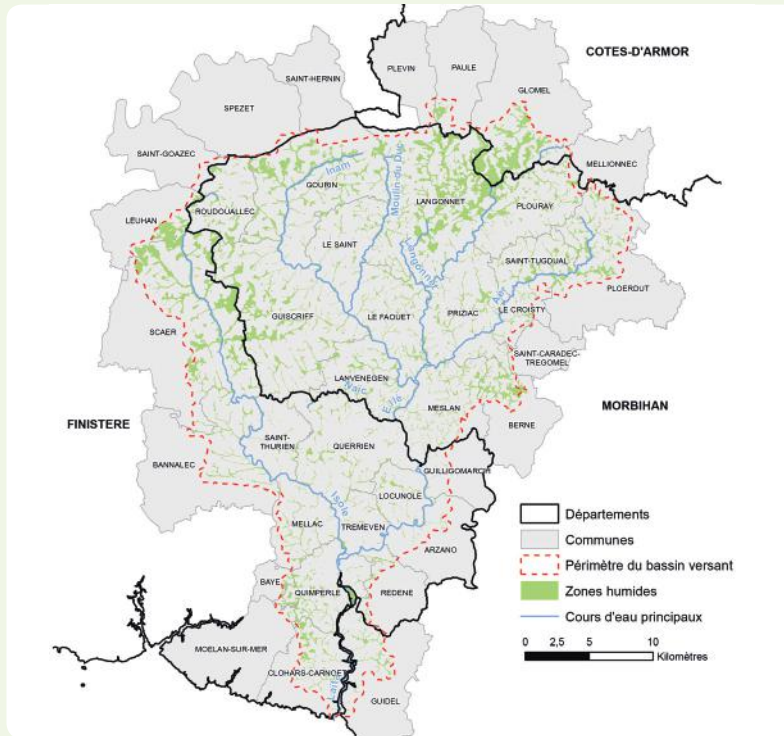 COTES-D'ARMOR
PLEVIN
PAULE
SAINT-HERNIN
GLOMEL
SPEZET
SAINT-GOAZEC
MELLIONNEC
Inam
Moulin du Duc
GOURIN
LANGONNET
ROUDOUALLEC
PLOURAY
LEUHAN
LE SAINT
Langonnet
SAINT-TUGDUAL
Aër
PLOERDUT
GUISCRIFF
LE FAOUET
PRIZIAC
LE CROISTY
SCAER
SAINT-CARADEC-
TREGOMEL
LANVENEGEN
Naïc
Ellé
MESLAN
MORBIHAN
FINISTERE
BERNE
SAINT-
THURIEN
QUERRIEN
BANNALEC
GUILLIGOMARC'H
LOCUNOLE
Isole
MELLAC
TREMEVEN
ARZANO
BAYE
QUIMPERLE
REDENE
MOELAN-SUR-MER
CLOHARS-CARNOET
Laïta
GUIDEL
Départements
Communes
Périmètre du bassin versant
Zones humides
Cours d'eau principaux
0 2,5 5 10
Kilomètres